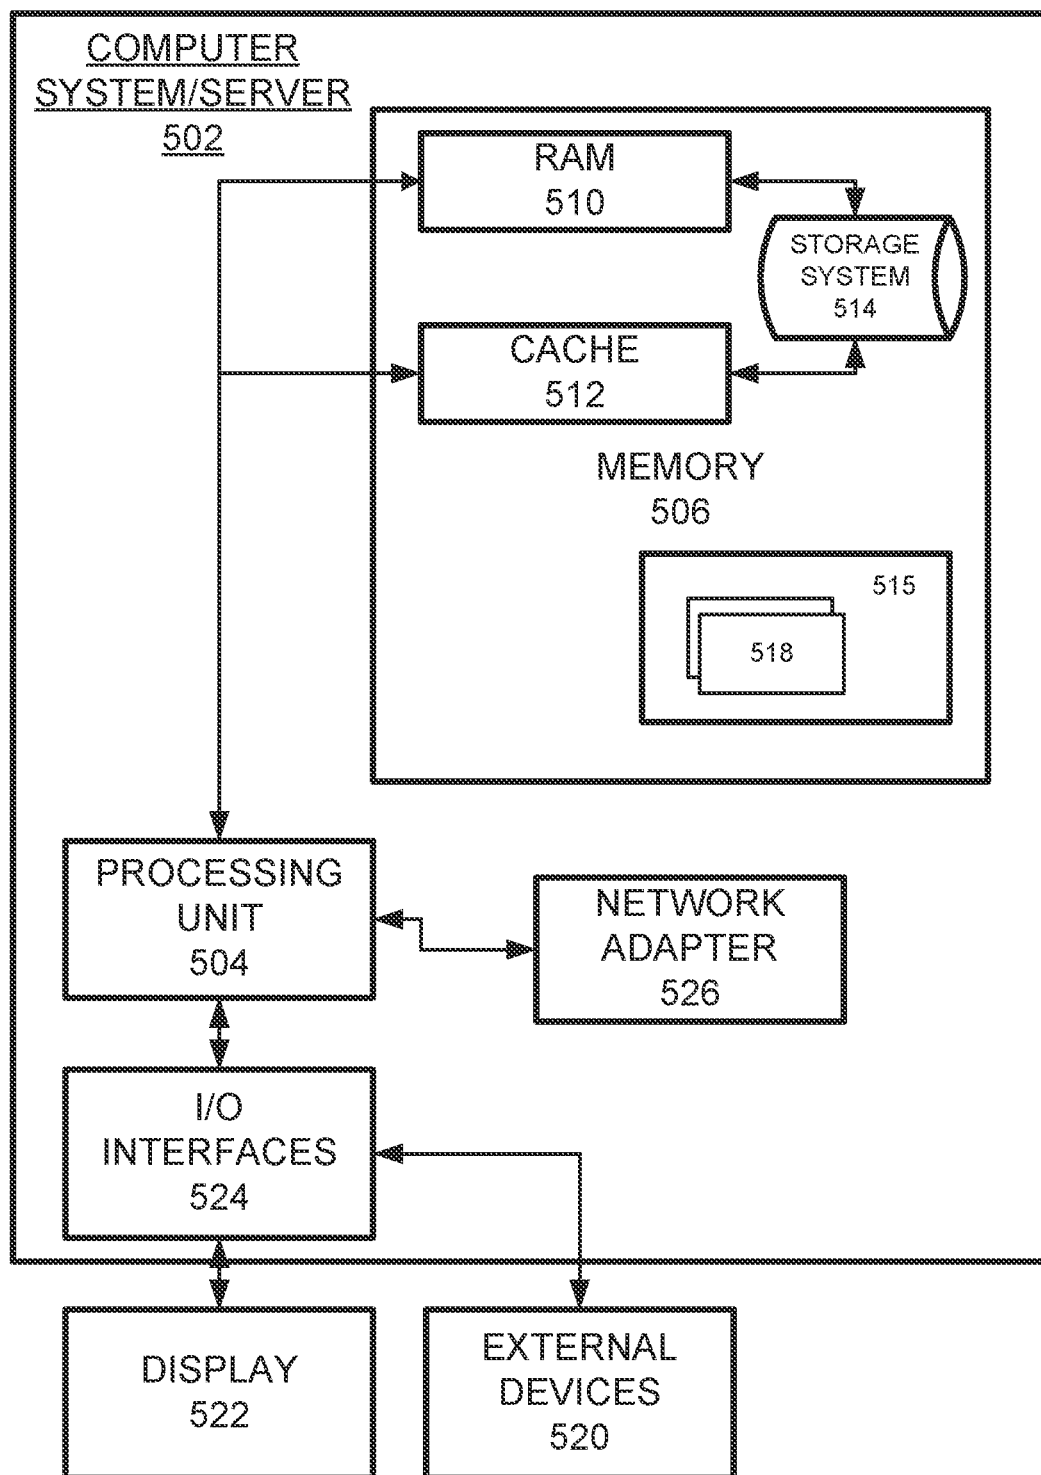 COMPUTER
SYSTEM/SERVER
502
RAM
510
STORAGE
SYSTEM
514
CACHE
512
MEMORY
506
515
518
PROCESSING
UNIT
504
NETWORK
ADAPTER
526
I/O
INTERFACES
524
DISPLAY
522
EXTERNAL
DEVICES
520